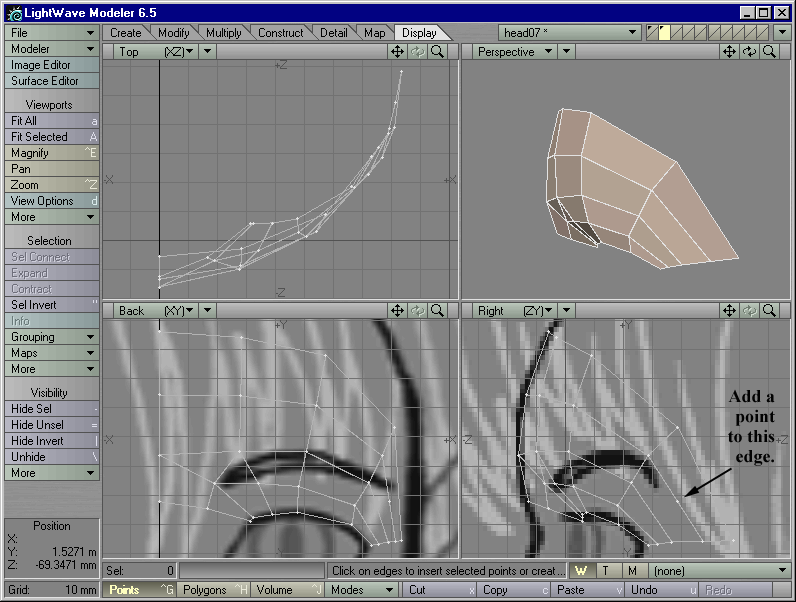 LightWave Modeler 6.5
File
Create Modify Multiply Construct Detail Map Display
head07 *
Modeler
Image Editor
Surface Editor
Viewports
Fit All a
Fit Selected A
Magnify ^E
Pan
Zoom ^Z
View Options d
More
Selection
Sel Connect
Expand
Contract
Sel Invert "
Info
Grouping
Maps
More
Visibility
Hide Sel -
Hide Unsel =
Hide Invert |
Unhide \
More
Position
X:
Y: 1.5271 m
Z: -69.3471 mm
Grid: 10 mm
Top (XZ)
+Z
-X
+X
-Z
Perspective
Back (XY)
+Y
-X
Right (ZY)
+Y
-Z
+Z
-Y
Add a
point
to this
edge.
Sel: 0
Click on edges to insert selected points or creat ...
W T M (none)
Points ^G Polygons ^H Volume ^J Modes Cut x Copy c Paste v Undo u Redo